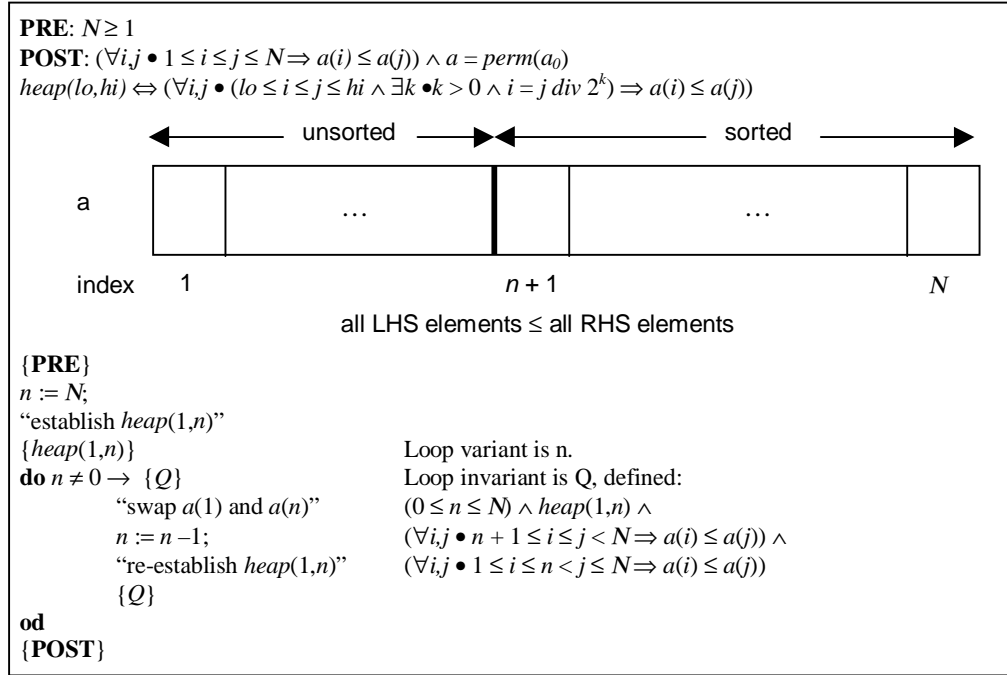 PRE: N ≥ 1
POST: (∀i,j • 1 ≤ i ≤ j ≤ N ⇒ a(i) ≤ a(j)) ∧ a = perm(a₀)
heap(lo,hi) ⇔ (∀i,j • (lo ≤ i ≤ j ≤ hi ∧ ∃k •k > 0 ∧ i = j div 2ᵏ) ⇒ a(i) ≤ a(j))
unsorted sorted
a … …
index 1 n + 1 N
all LHS elements ≤ all RHS elements
{PRE}
n := N;
“establish heap(1,n)”
{heap(1,n)} Loop variant is n.
do n ≠ 0 → {Q} Loop invariant is Q, defined:
“swap a(1) and a(n)” (0 ≤ n ≤ N) ∧ heap(1,n) ∧
n := n –1; (∀i,j • n + 1 ≤ i ≤ j < N ⇒ a(i) ≤ a(j)) ∧
“re-establish heap(1,n)” (∀i,j • 1 ≤ i ≤ n < j ≤ N ⇒ a(i) ≤ a(j))
{Q}
od
{POST}